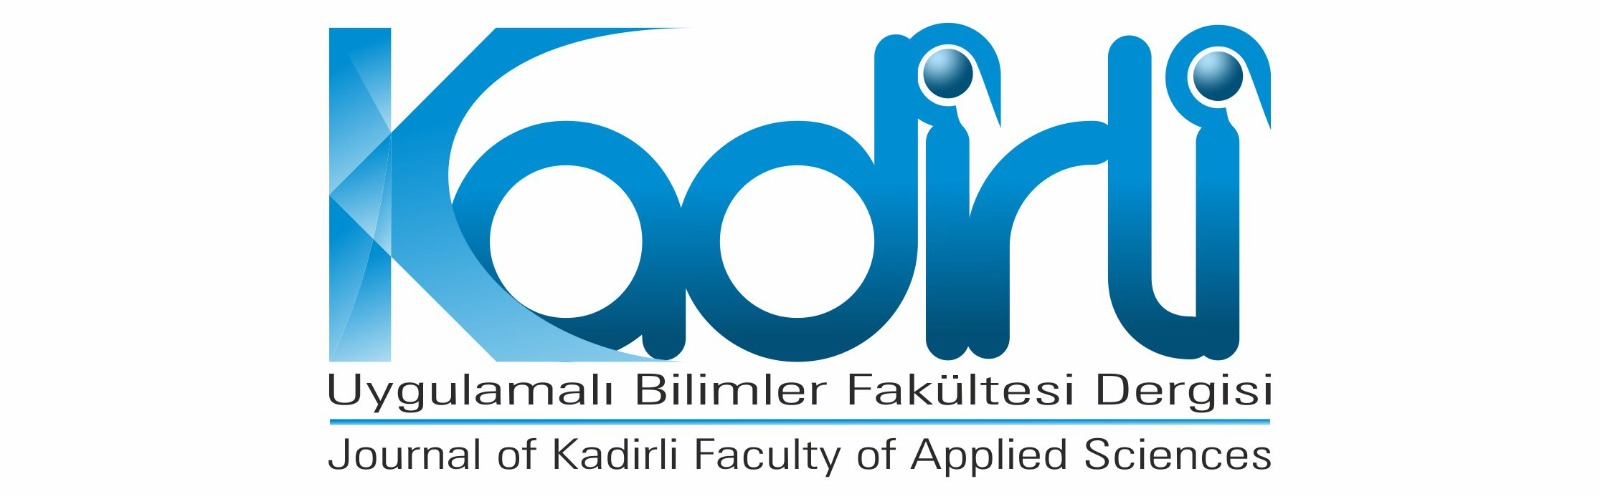 Kadirli
Uygulamalı Bilimler Fakültesi Dergisi
Journal of Kadirli Faculty of Applied Sciences